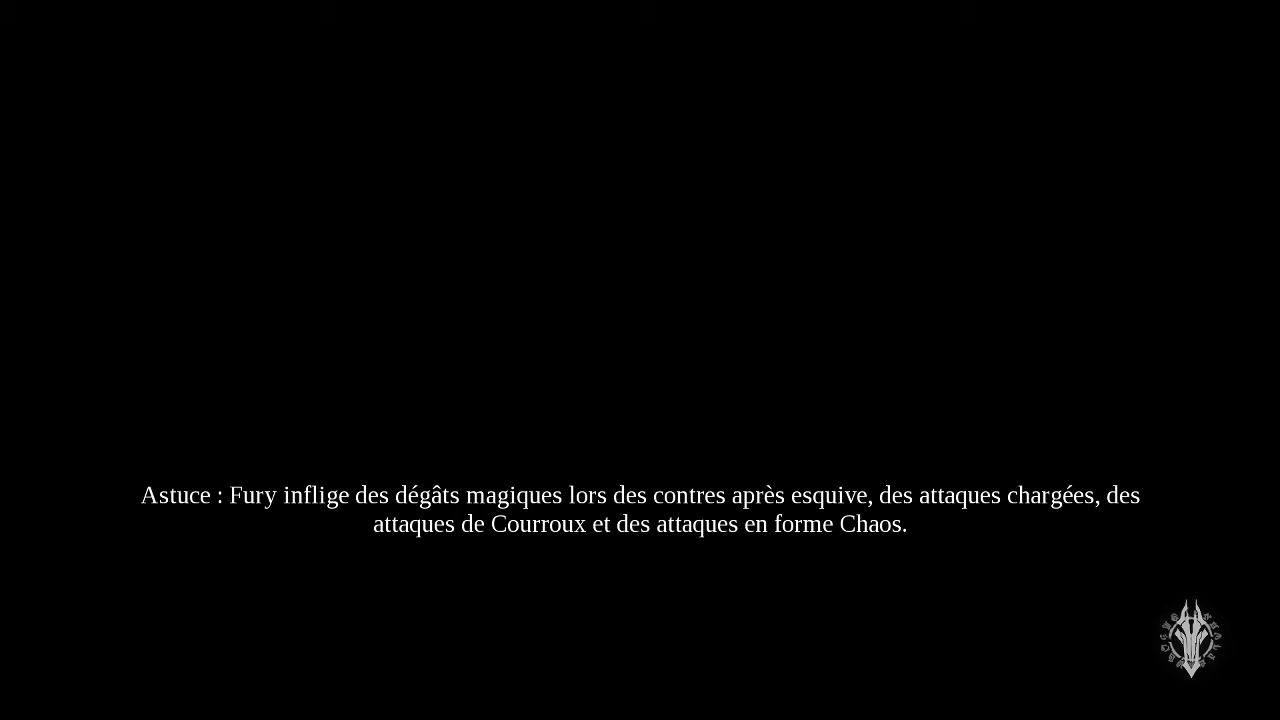 Astuce : Fury inflige des dégâts magiques lors des contres après esquive, des attaques chargées, des
attaques de Courroux et des attaques en forme Chaos.